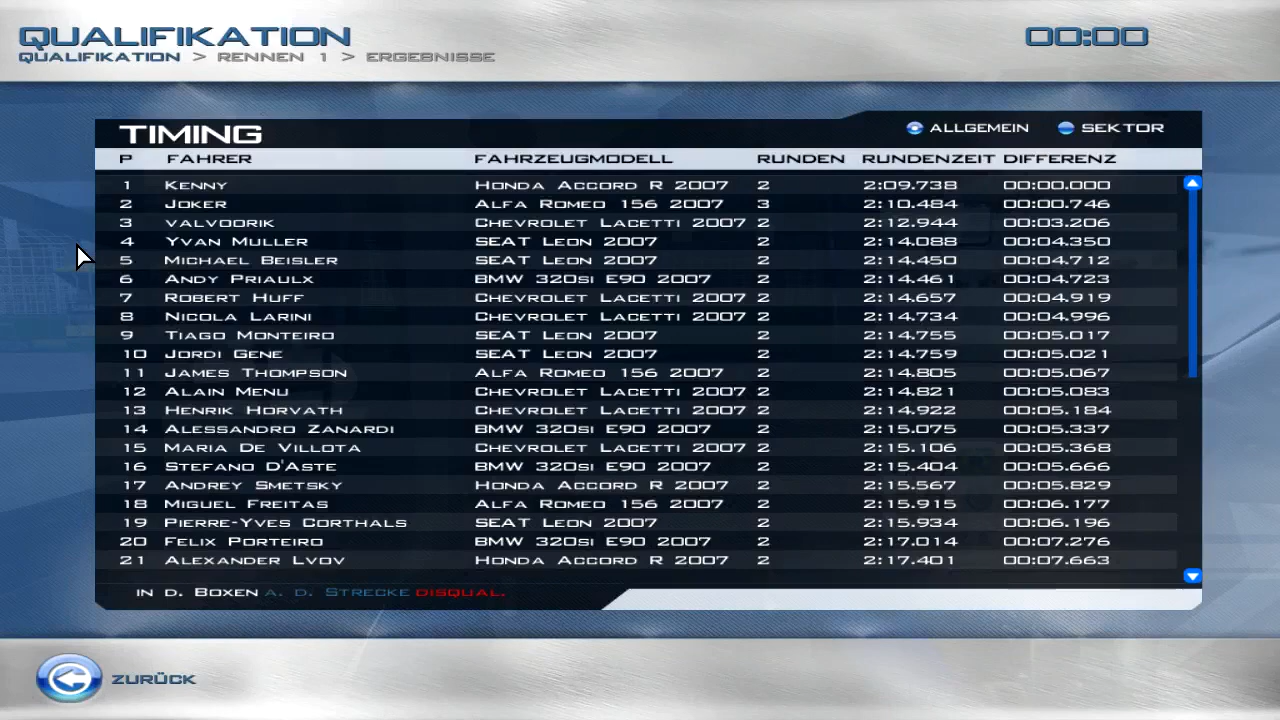 QUALIFIKATION 00:00
QUALIFIKATION > RENNEN 1 > ERGEBNISSE
TIMING ALLGEMEIN SEKTOR
P FAHRER FAHRZEUGMODELL RUNDEN RUNDENZEIT DIFFERENZ
1 KENNY HONDA ACCORD R 2007 2 2:09.738 00:00.000
2 JOKER ALFA ROMEO 156 2007 3 2:10.484 00:00.746
3 VALVOORIK CHEVROLET LACETTI 2007 2 2:12.944 00:03.206
4 YVAN MULLER SEAT LEON 2007 2 2:14.088 00:04.350
5 MICHAEL BEISLER SEAT LEON 2007 2 2:14.450 00:04.712
6 ANDY PRIAULX BMW 320SI E90 2007 2 2:14.461 00:04.723
7 ROBERT HUFF CHEVROLET LACETTI 2007 2 2:14.657 00:04.919
8 NICOLA LARINI CHEVROLET LACETTI 2007 2 2:14.734 00:04.996
9 TIAGO MONTEIRO SEAT LEON 2007 2 2:14.755 00:05.017
10 JORDI GENE SEAT LEON 2007 2 2:14.759 00:05.021
11 JAMES THOMPSON ALFA ROMEO 156 2007 2 2:14.805 00:05.067
12 ALAIN MENU CHEVROLET LACETTI 2007 2 2:14.821 00:05.083
13 HENRIK HORVATH CHEVROLET LACETTI 2007 2 2:14.922 00:05.184
14 ALESSANDRO ZANARDI BMW 320SI E90 2007 2 2:15.075 00:05.337
15 MARIA DE VILLOTA CHEVROLET LACETTI 2007 2 2:15.106 00:05.368
16 STEFANO D'ASTE BMW 320SI E90 2007 2 2:15.404 00:05.666
17 ANDREY SMETSKY HONDA ACCORD R 2007 2 2:15.567 00:05.829
18 MIGUEL FREITAS ALFA ROMEO 156 2007 2 2:15.915 00:06.177
19 PIERRE-YVES CORTHALS SEAT LEON 2007 2 2:15.934 00:06.196
20 FELIX PORTEIRO BMW 320SI E90 2007 2 2:17.014 00:07.276
21 ALEXANDER LVOV HONDA ACCORD R 2007 2 2:17.401 00:07.663
IN D. BOXEN A. D. STRECKE DISQUAL.
ZURÜCK